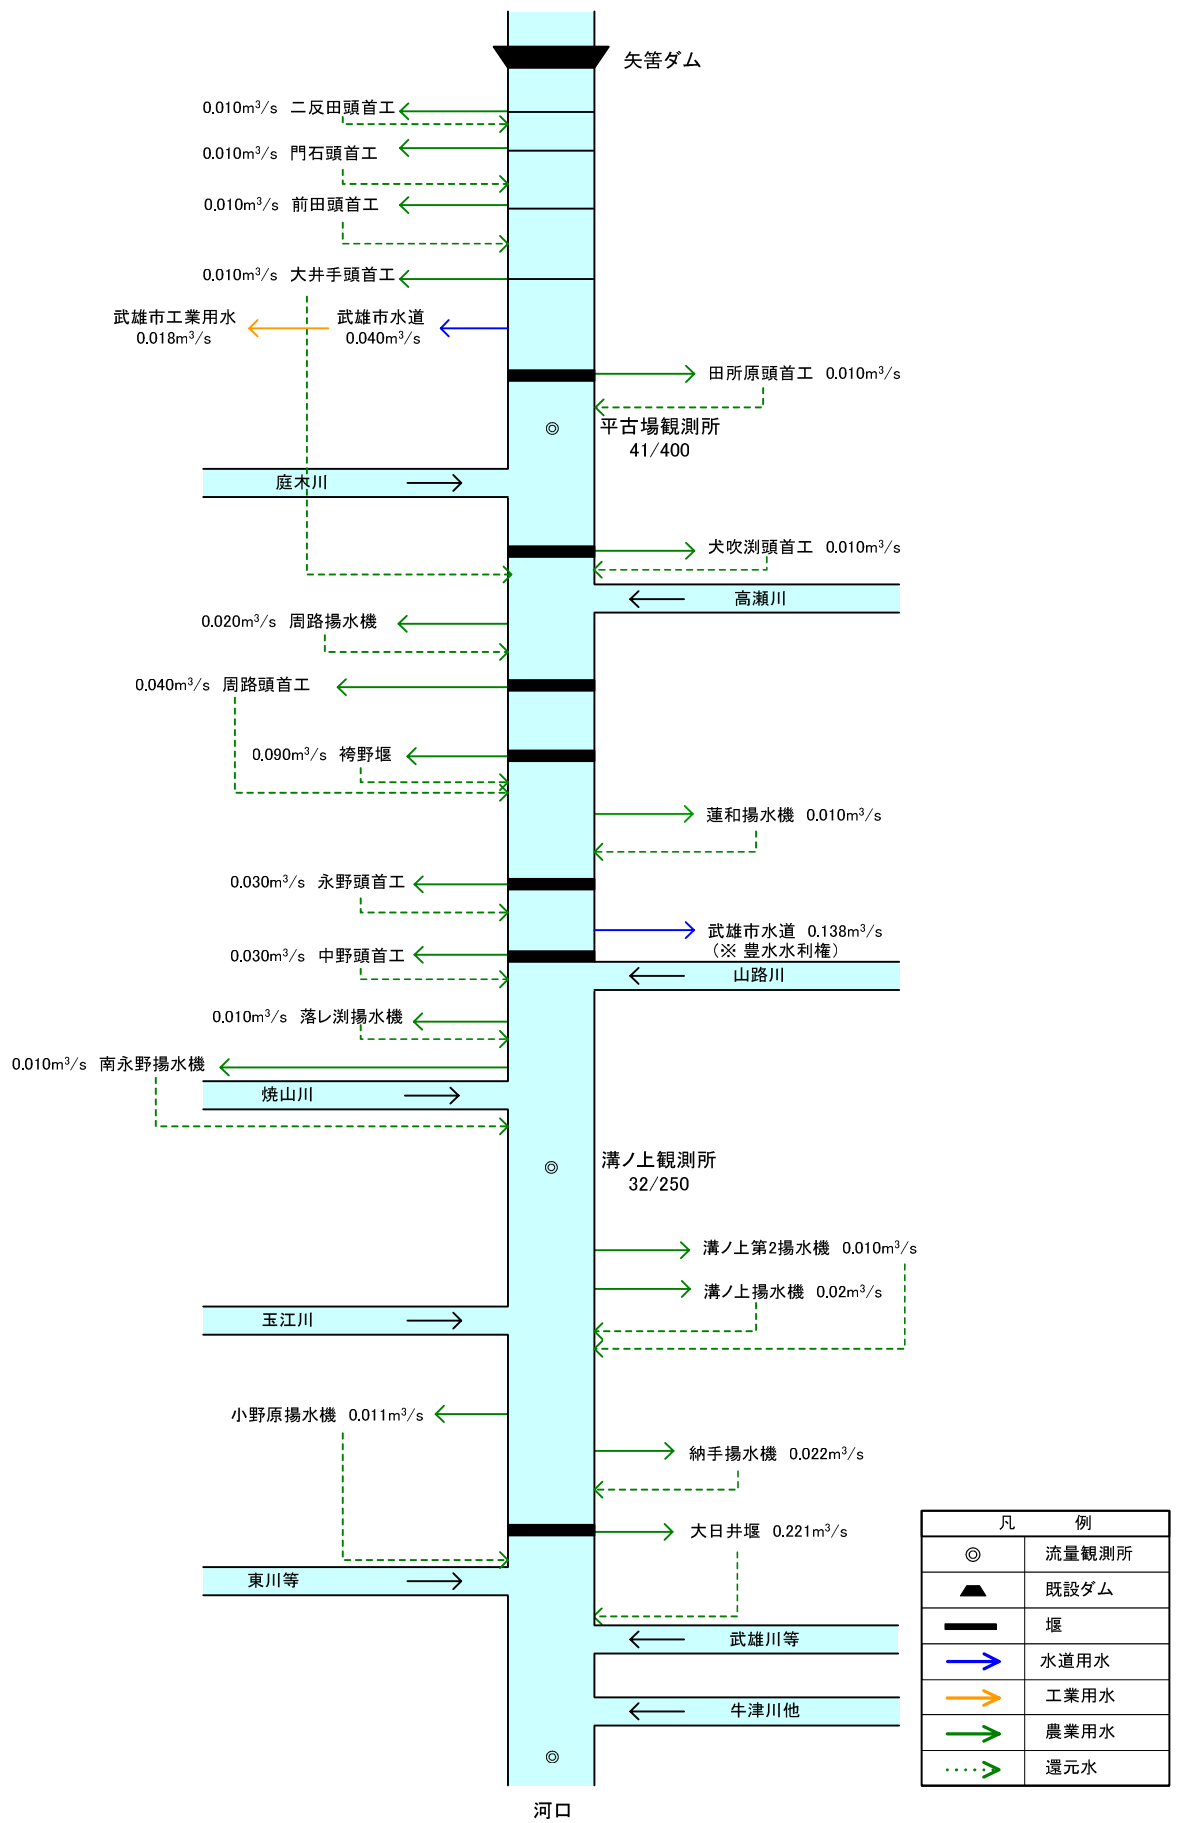 矢筈ダム
0.010m³/s 二反田頭首工
0.010m³/s 門石頭首工
0.010m³/s 前田頭首工
0.010m³/s 大井手頭首工
武雄市工業用水
0.018m³/s
武雄市水道
0.040m³/s
田所原頭首工 0.010m³/s
平古場観測所
41/400
庭木川
犬吹渕頭首工 0.010m³/s
高瀬川
0.020m³/s 周路揚水機
0.040m³/s 周路頭首工
0.090m³/s 袴野堰
蓮和揚水機 0.010m³/s
0.030m³/s 永野頭首工
武雄市水道 0.138m³/s
(※ 豊水水利権)
0.030m³/s 中野頭首工
山路川
0.010m³/s 落レ渕揚水機
0.010m³/s 南永野揚水機
焼山川
溝ノ上観測所
32/250
溝ノ上第2揚水機 0.010m³/s
溝ノ上揚水機 0.02m³/s
玉江川
小野原揚水機 0.011m³/s
納手揚水機 0.022m³/s
大日井堰 0.221m³/s
東川等
武雄川等
牛津川他
河口
凡 例
流量観測所
既設ダム
堰
水道用水
工業用水
農業用水
還元水